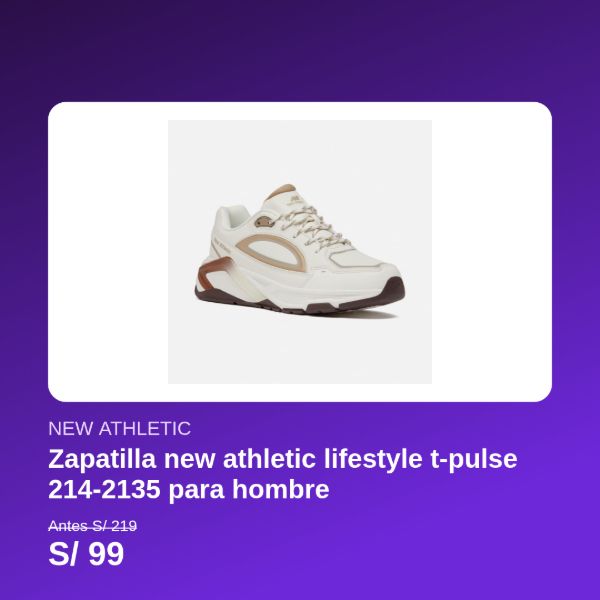 NEW ATHLETIC
Zapatilla new athletic lifestyle t-pulse
214-2135 para hombre
Antes S/ 219
S/ 99